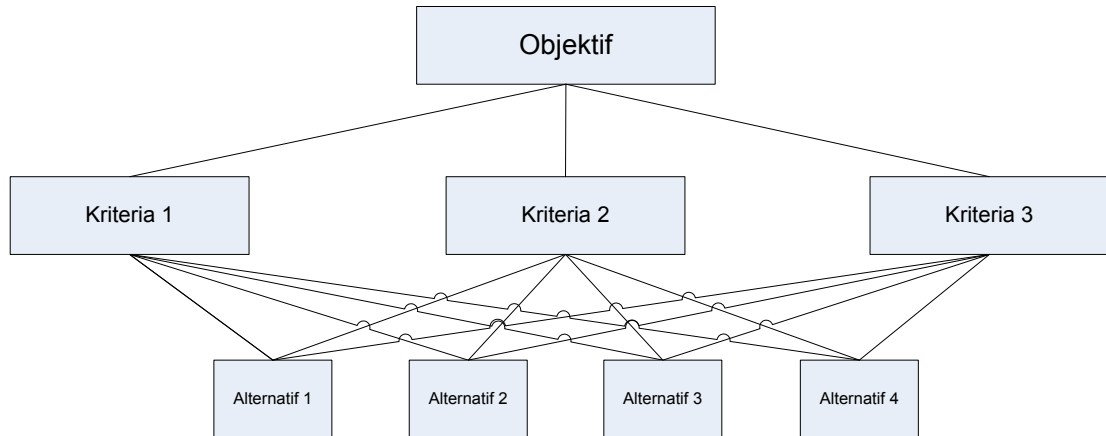 Objektif
Kriteria 1
Kriteria 2
Kriteria 3
Alternatif 1
Alternatif 2
Alternatif 3
Alternatif 4